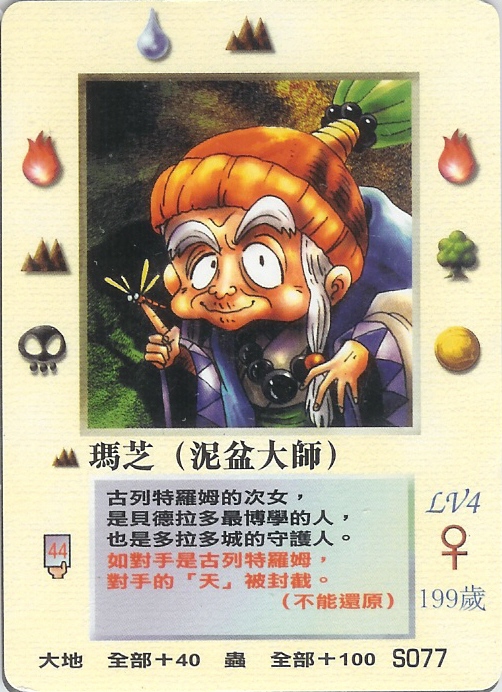 瑪芝（泥盆大師）
古列特羅姆的次女，
是貝德拉多最博學的人，
也是多拉多城的守護人。
如對手是古列特羅姆，
對手的「天」被封截。
（不能還原）
44
LV4
♀
199歲
大地 全部＋40 蟲 全部＋100 S077